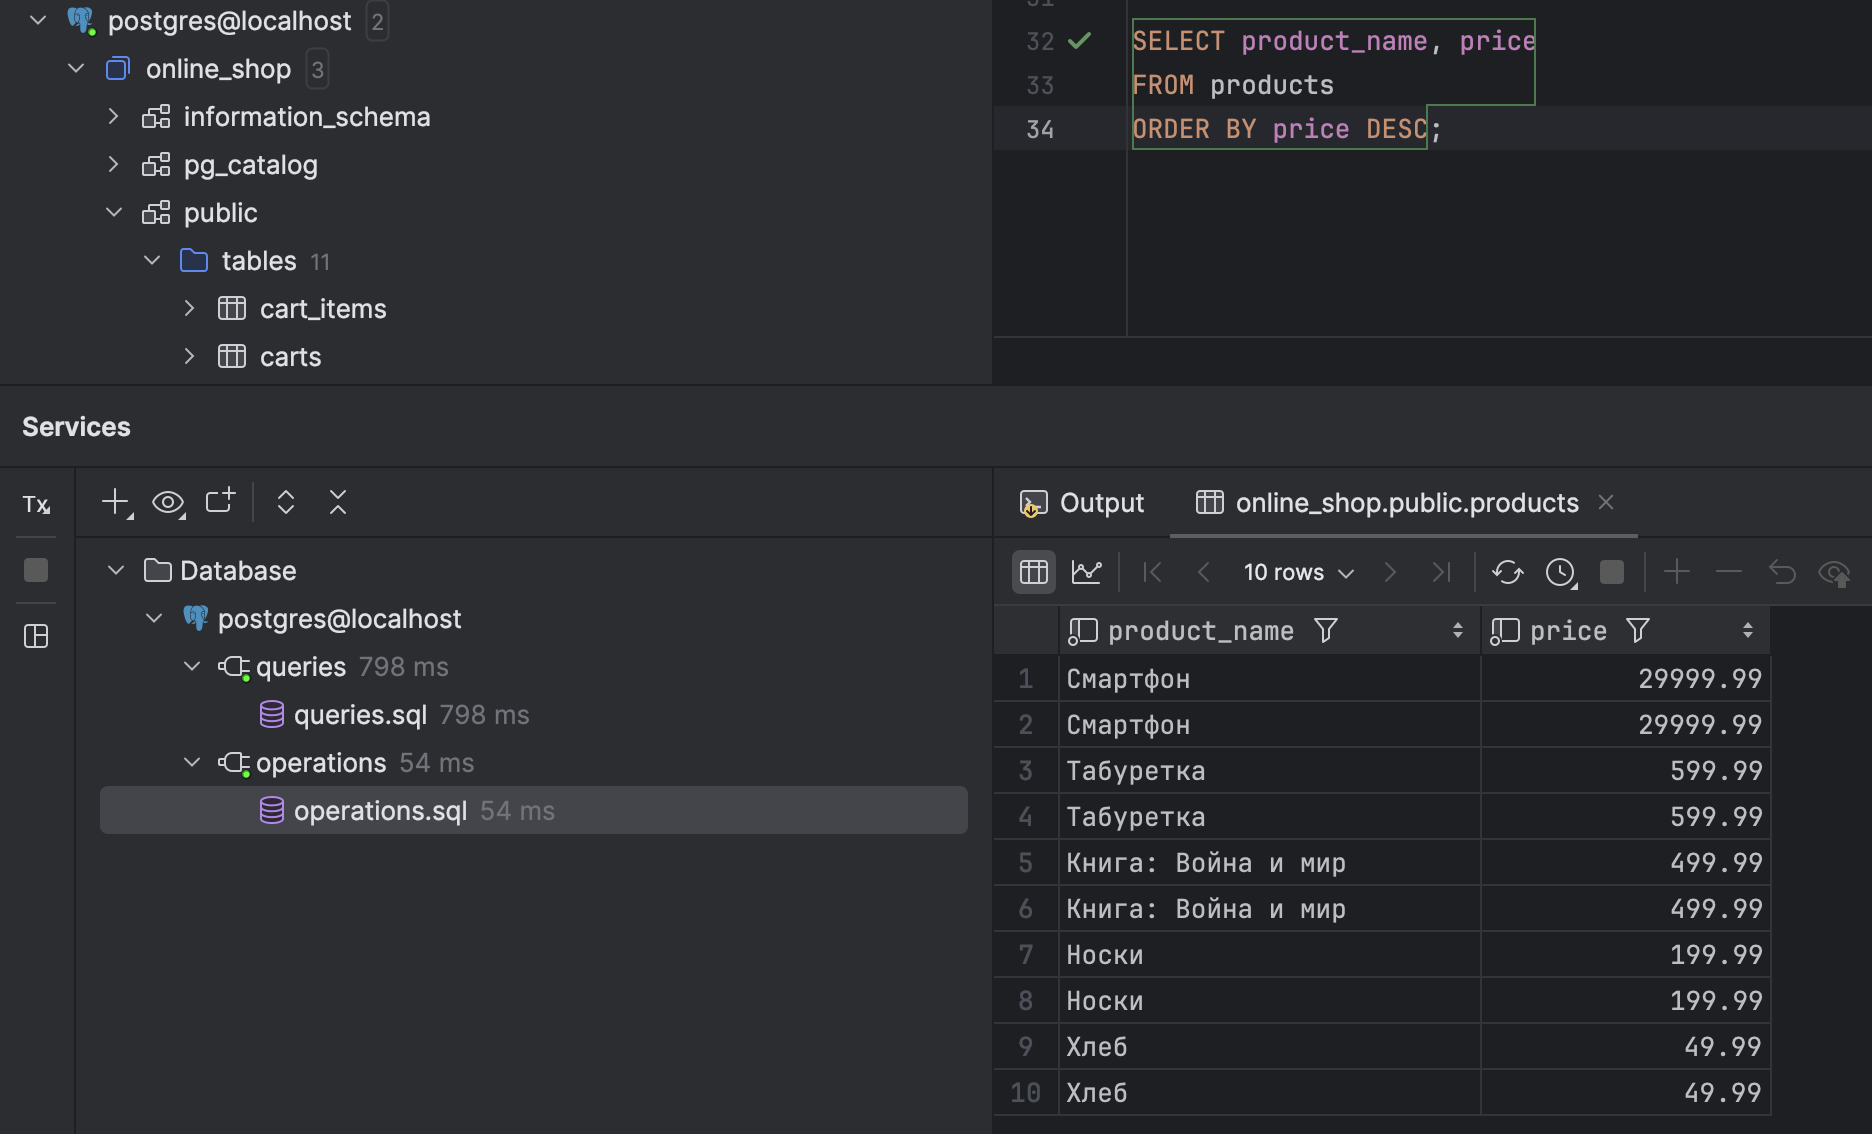 postgres@localhost 2
online_shop 3
information_schema
pg_catalog
public
tables 11
cart_items
carts
31
32 SELECT product_name, price
33 FROM products
34 ORDER BY price DESC;
Services
Tx
Database
postgres@localhost
queries 798 ms
queries.sql 798 ms
operations 54 ms
operations.sql 54 ms
Output online_shop.public.products
10 rows
product_name price
1 Смартфон 29999.99
2 Смартфон 29999.99
3 Табуретка 599.99
4 Табуретка 599.99
5 Книга: Война и мир 499.99
6 Книга: Война и мир 499.99
7 Носки 199.99
8 Носки 199.99
9 Хлеб 49.99
10 Хлеб 49.99